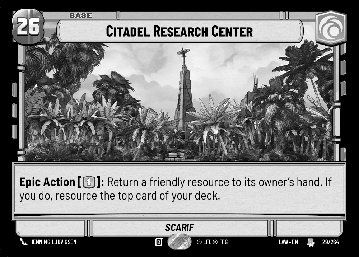 BASE
26
CITADEL RESEARCH CENTER
Epic Action [C]: Return a friendly resource to its owner's hand. If
you do, resource the top card of your deck.
SCARIF